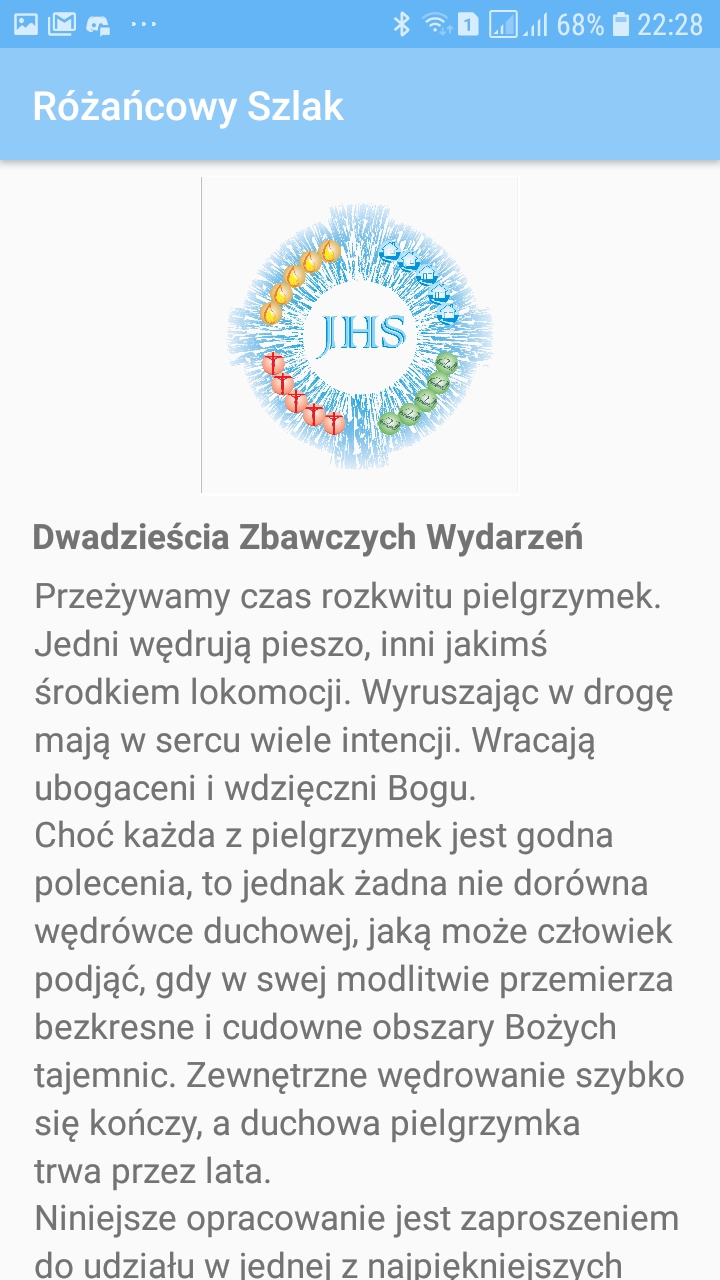 1 68% 22:28
Różańcowy Szlak
JHS
Dwadzieścia Zbawczych Wydarzeń
Przeżywamy czas rozkwitu pielgrzymek.
Jedni wędrują pieszo, inni jakimś
środkiem lokomocji. Wyruszając w drogę
mają w sercu wiele intencji. Wracają
ubogaceni i wdzięczni Bogu.
Choć każda z pielgrzymek jest godna
polecenia, to jednak żadna nie dorówna
wędrówce duchowej, jaką może człowiek
podjąć, gdy w swej modlitwie przemierza
bezkresne i cudowne obszary Bożych
tajemnic. Zewnętrzne wędrowanie szybko
się kończy, a duchowa pielgrzymka
trwa przez lata.
Niniejsze opracowanie jest zaproszeniem
do udziału w jednej z najpiękniejszych